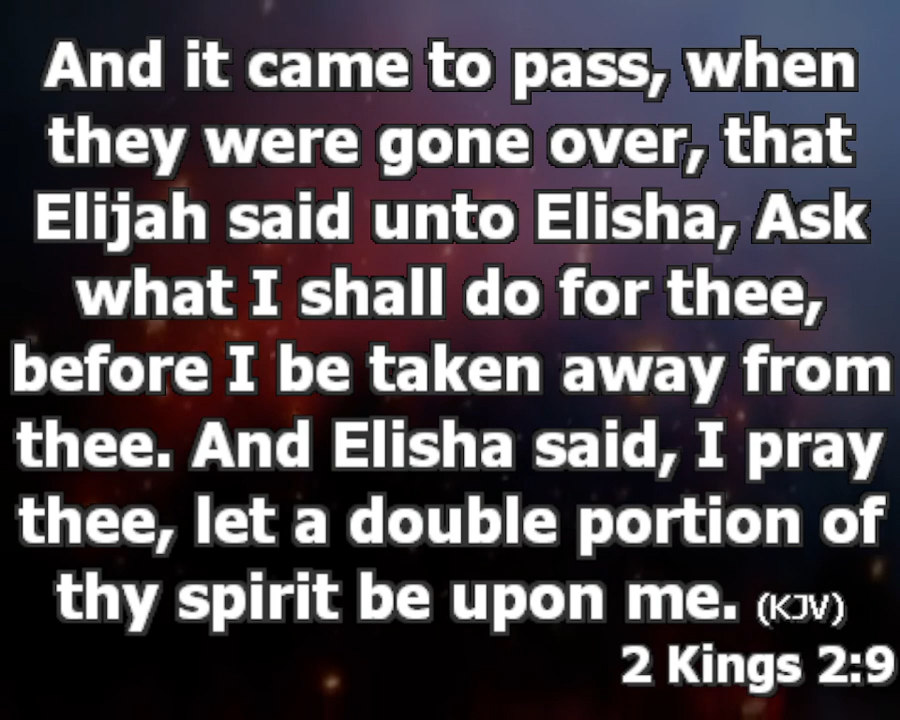 And it came to pass, when
they were gone over, that
Elijah said unto Elisha, Ask
what I shall do for thee,
before I be taken away from
thee. And Elisha said, I pray
thee, let a double portion of
thy spirit be upon me. (KJV)
2 Kings 2:9